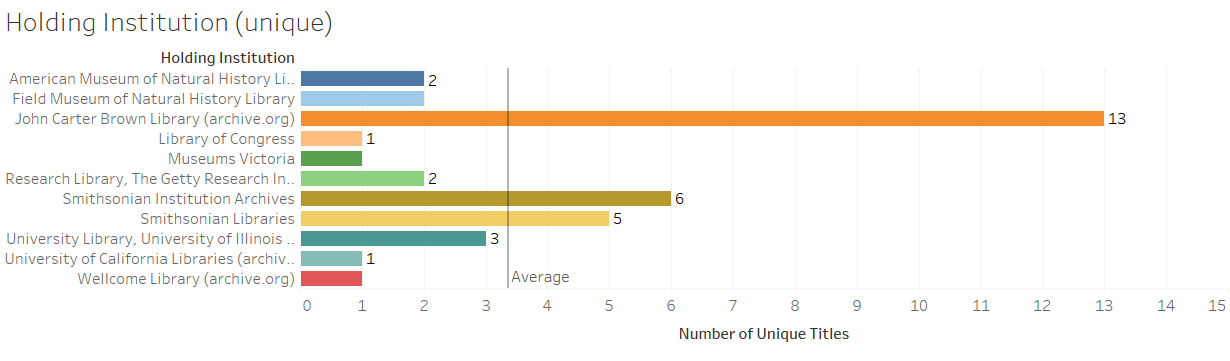 Holding Institution (unique)
Holding Institution
American Museum of Natural History Li.. 2
Field Museum of Natural History Library
John Carter Brown Library (archive.org) 13
Library of Congress 1
Museums Victoria
Research Library, The Getty Research In.. 2
Smithsonian Institution Archives 6
Smithsonian Libraries 5
University Library, University of Illinois .. 3
University of California Libraries (archiv.. 1
Wellcome Library (archive.org) Average
0 1 2 3 4 5 6 7 8 9 10 11 12 13 14 15
Number of Unique Titles